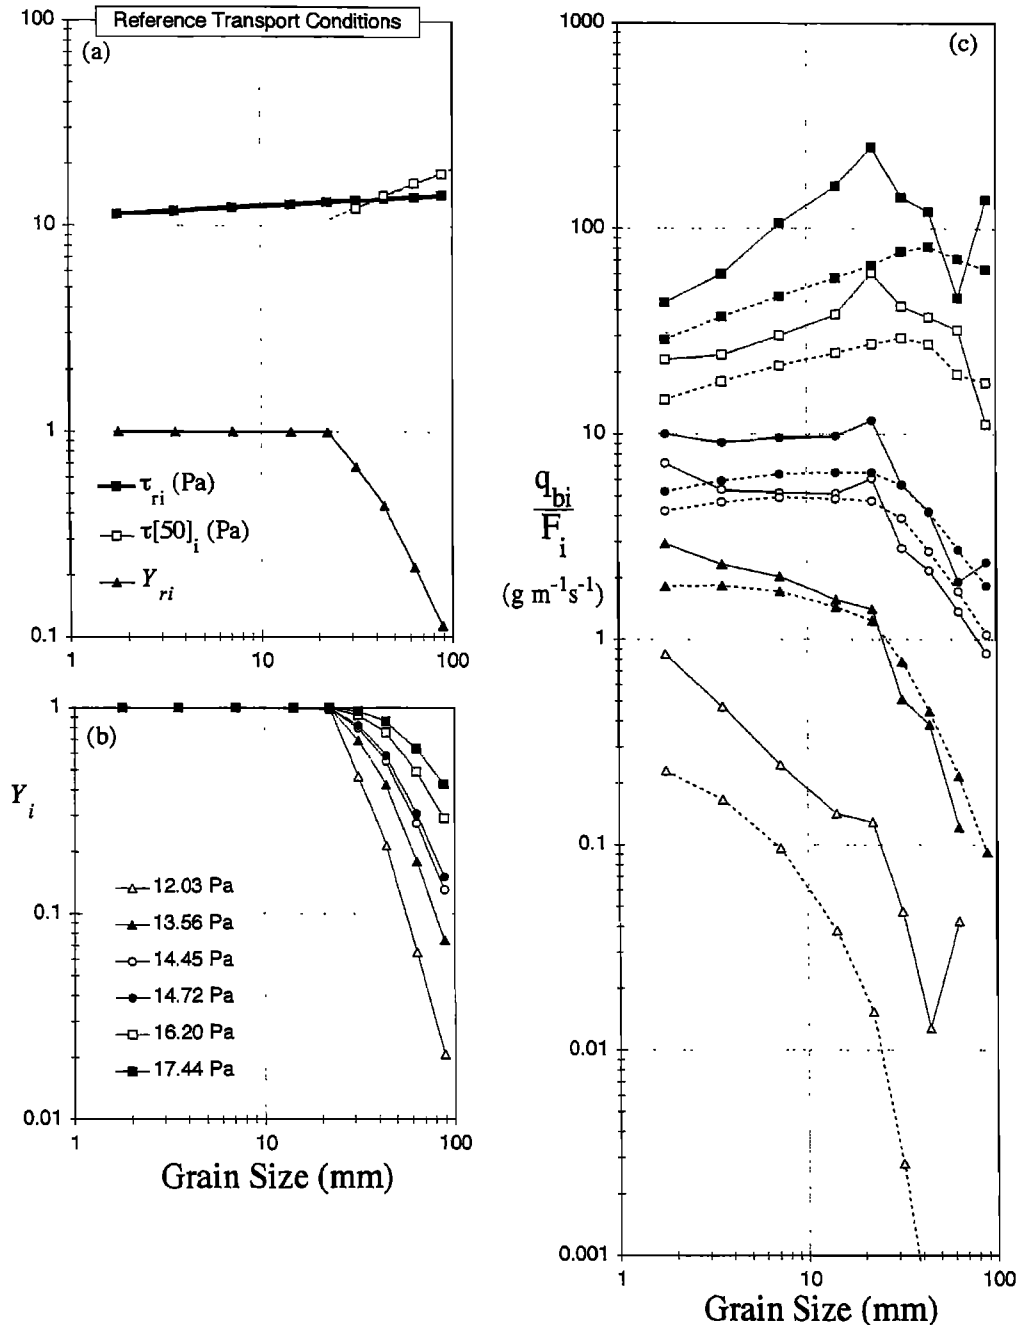 Reference Transport Conditions
100
(a)
10
1
τri (Pa)
τ[50]i (Pa)
Yri
0.1
1
10
100
1
(b)
Yi
0.1
12.03 Pa
13.56 Pa
14.45 Pa
14.72 Pa
16.20 Pa
17.44 Pa
0.01
1
10
100
Grain Size (mm)
1000
(c)
100
10
qbi
Fi
(g m-1s-1)
1
0.1
0.01
0.001
1
10
100
Grain Size (mm)